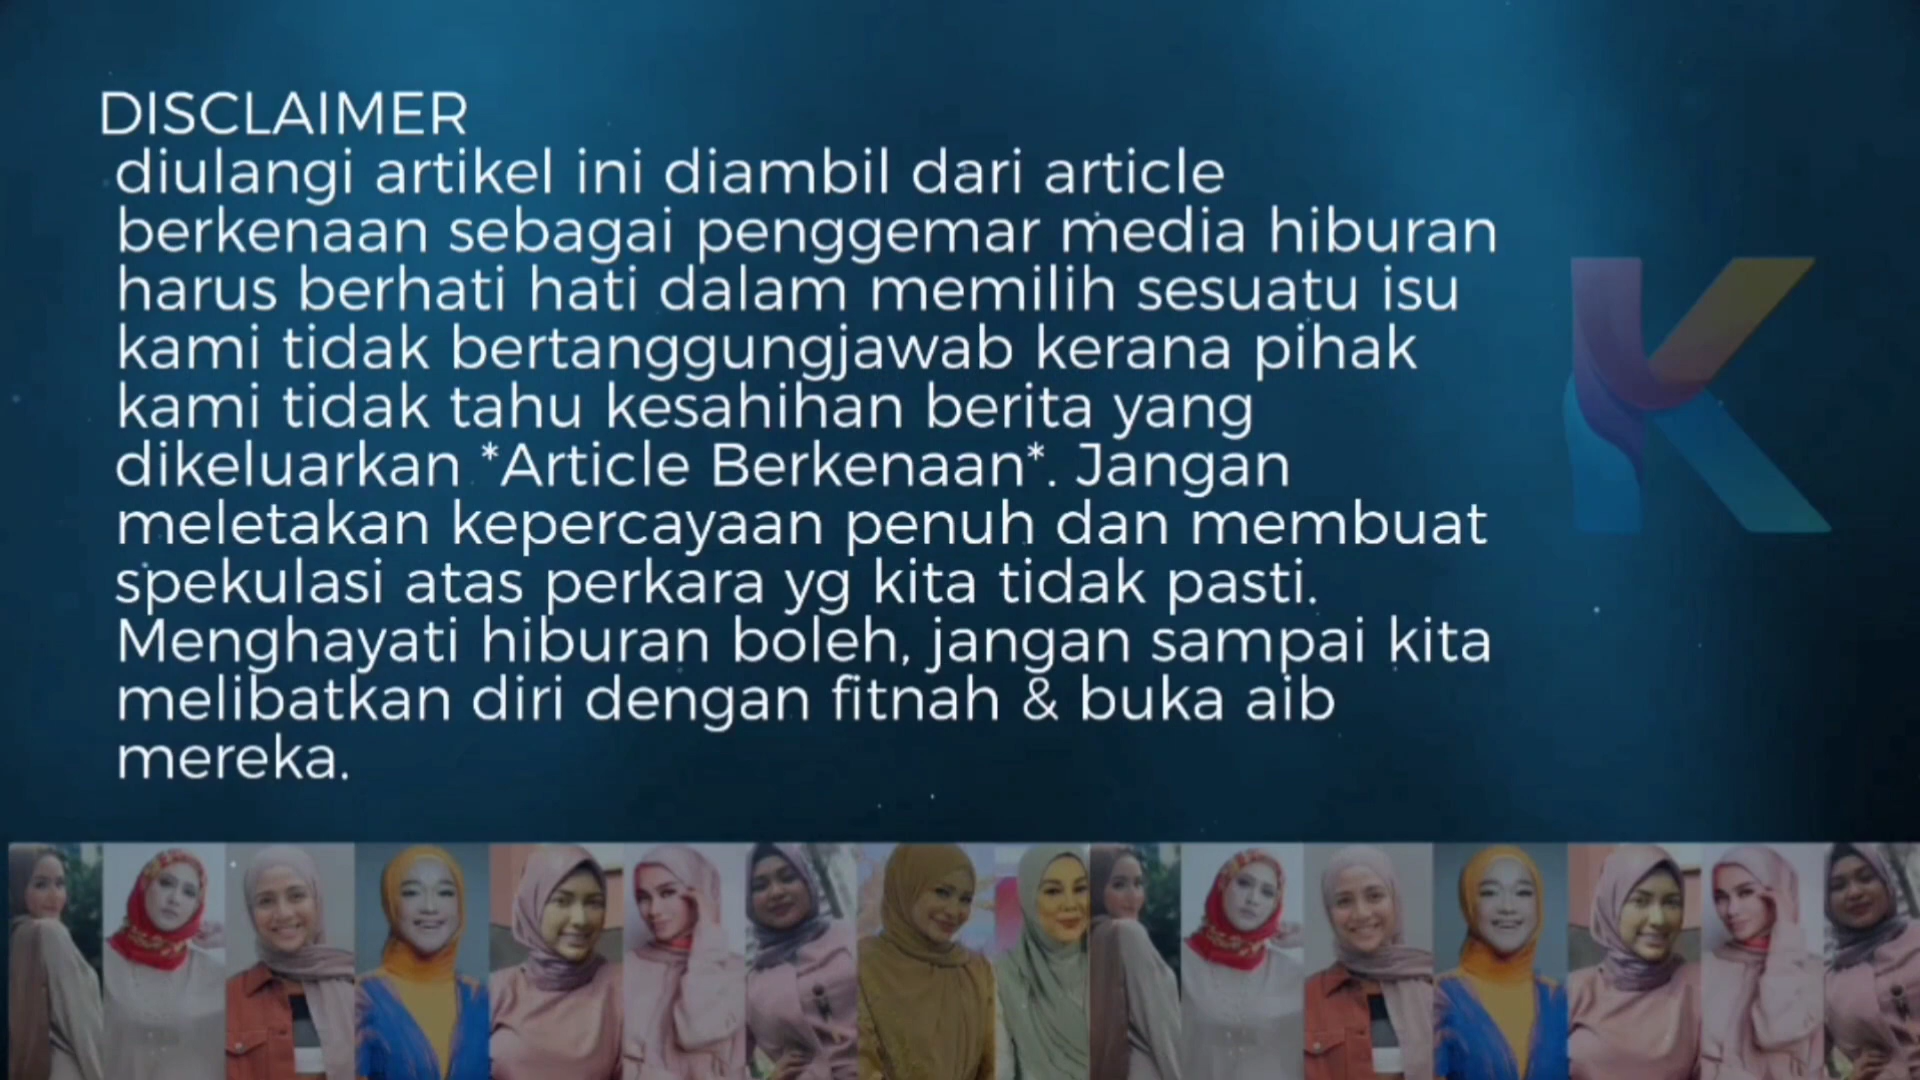 DISCLAIMER
diulangi artikel ini diambil dari article
berkenaan sebagai penggemar media hiburan
harus berhati hati dalam memilih sesuatu isu
kami tidak bertanggungjawab kerana pihak
kami tidak tahu kesahihan berita yang
dikeluarkan *Article Berkenaan*. Jangan
meletakan kepercayaan penuh dan membuat
spekulasi atas perkara yg kita tidak pasti.
Menghayati hiburan boleh, jangan sampai kita
melibatkan diri dengan fitnah & buka aib
mereka.
K